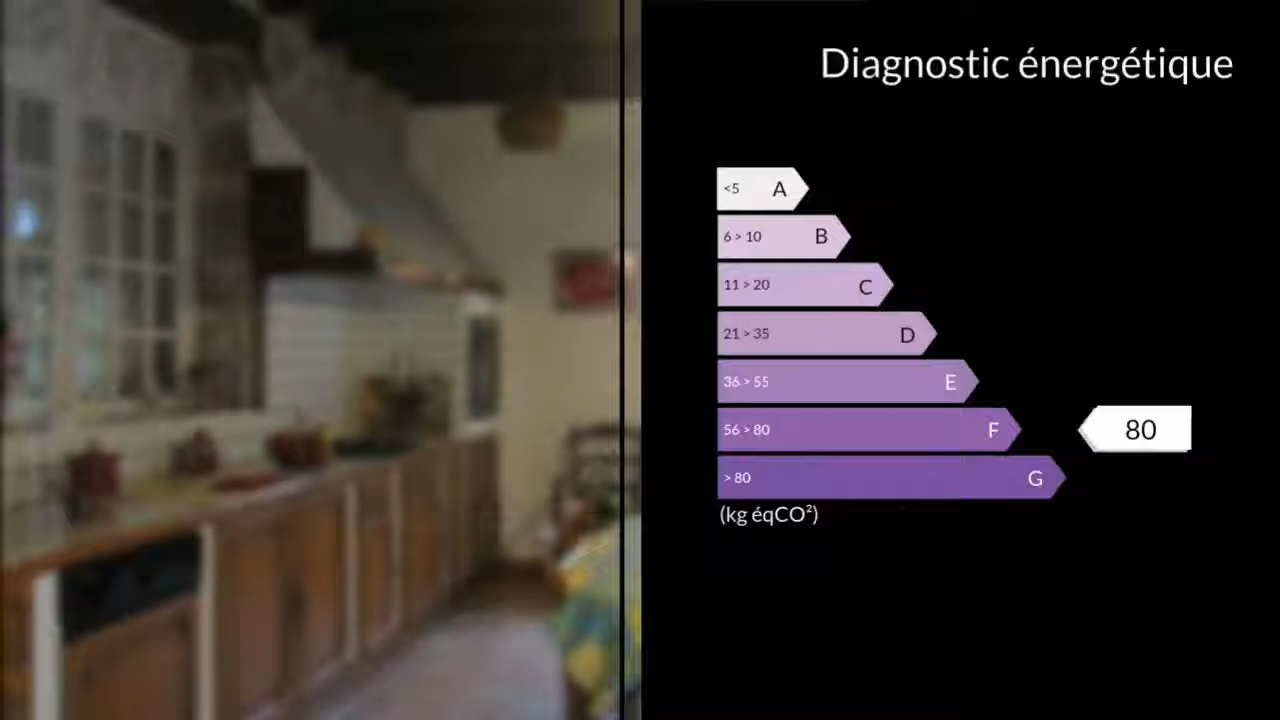 Diagnostic énergétique
<5 A
6 > 10 B
11 > 20 C
21 > 35 D
36 > 55 E
56 > 80 F 80
> 80 G
(kg éqCO²)